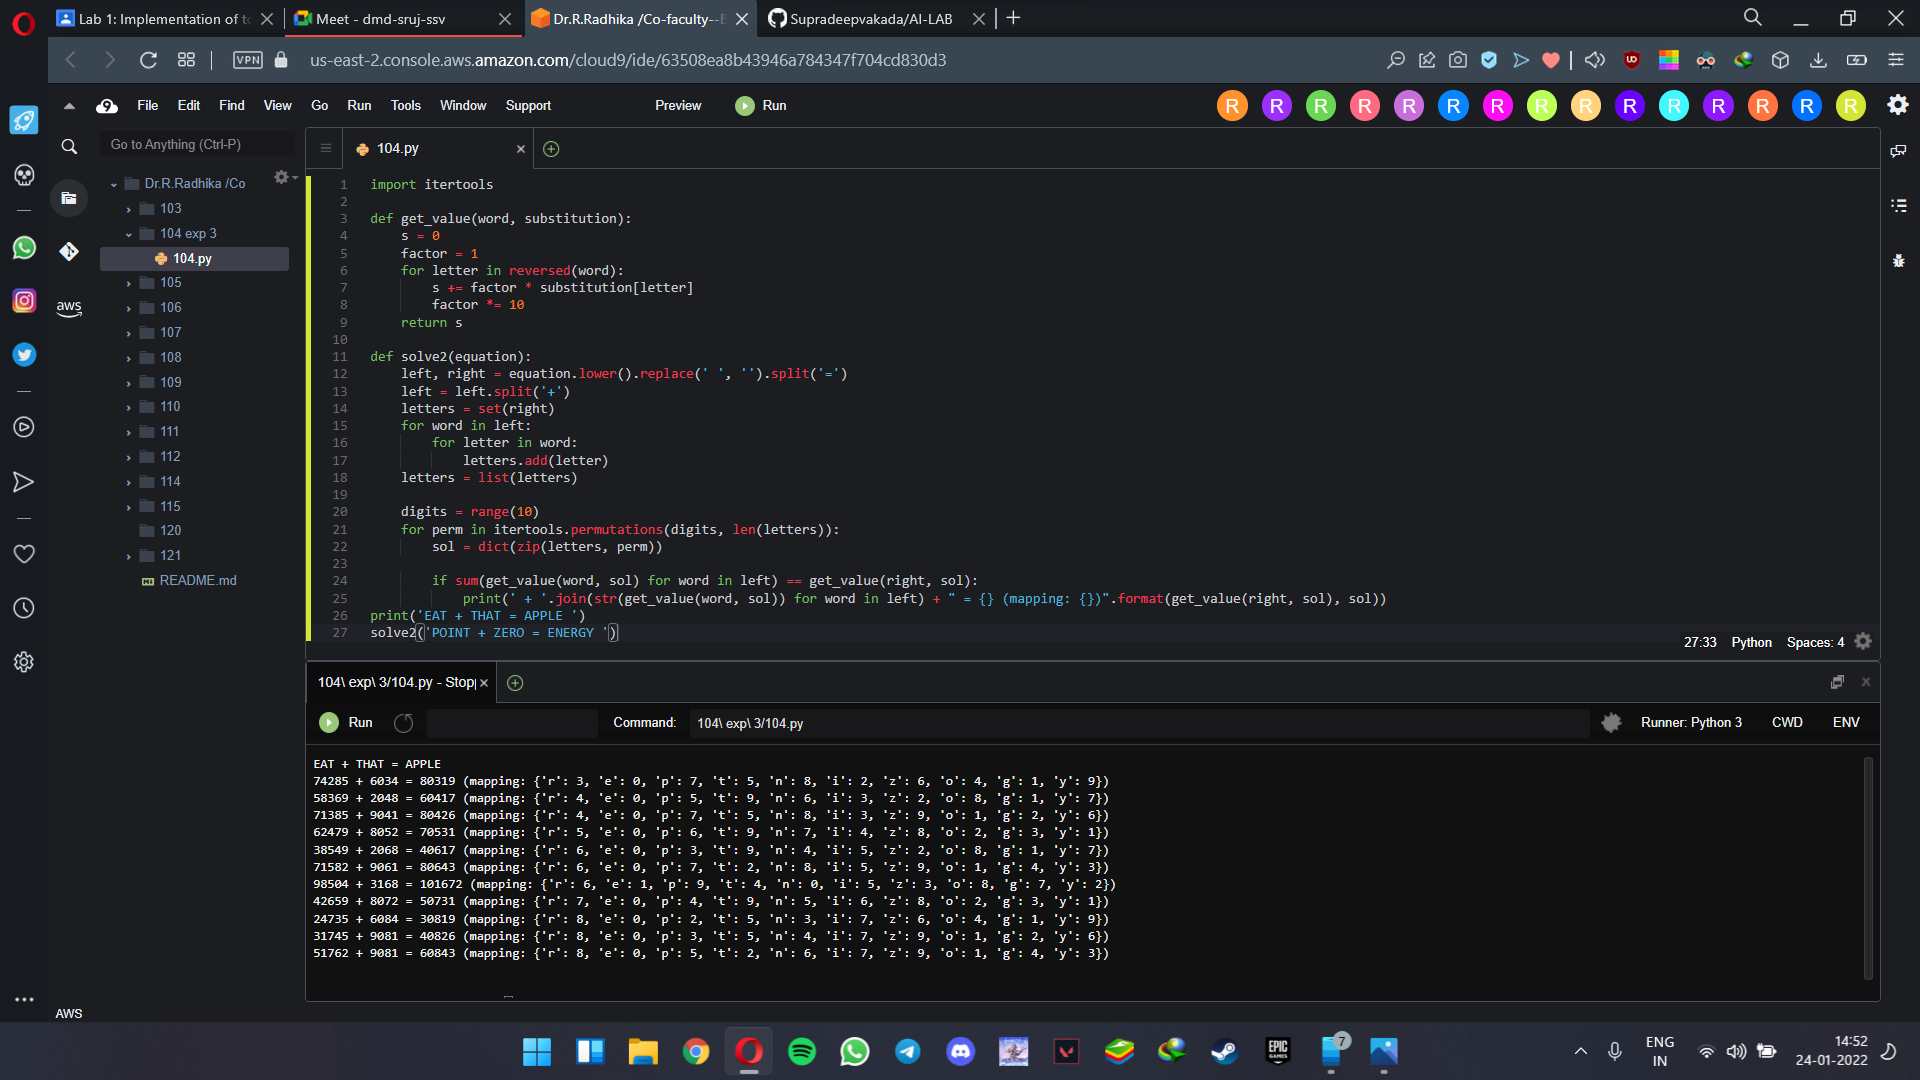 Lab 1: Implementation of to
Meet - dmd-sruj-ssv
Dr.R.Radhika /Co-faculty--E
Supradeepvakada/AI-LAB
VPN
us-east-2.console.aws.amazon.com/cloud9/ide/63508ea8b43946a784347f704cd830d3
File Edit Find View Go Run Tools Window Support Preview Run
R R R R R R R R R R R R R R R
Go to Anything (Ctrl-P)
Dr.R.Radhika /Co
103
104 exp 3
104.py
105
106
107
108
109
110
111
112
114
115
120
121
README.md
aws
AWS
104.py
1 import itertools
2
3 def get_value(word, substitution):
4 s = 0
5 factor = 1
6 for letter in reversed(word):
7 s += factor * substitution[letter]
8 factor *= 10
9 return s
10
11 def solve2(equation):
12 left, right = equation.lower().replace(' ', '').split('=')
13 left = left.split('+')
14 letters = set(right)
15 for word in left:
16 for letter in word:
17 letters.add(letter)
18 letters = list(letters)
19
20 digits = range(10)
21 for perm in itertools.permutations(digits, len(letters)):
22 sol = dict(zip(letters, perm))
23
24 if sum(get_value(word, sol) for word in left) == get_value(right, sol):
25 print(' + '.join(str(get_value(word, sol)) for word in left) + " = {} (mapping: {})".format(get_value(right, sol), sol))
26 print('EAT + THAT = APPLE ')
27 solve2('POINT + ZERO = ENERGY ')
27:33 Python Spaces: 4
104\ exp\ 3/104.py - Stopp
Run Command: 104\ exp\ 3/104.py Runner: Python 3 CWD ENV
EAT + THAT = APPLE
74285 + 6034 = 80319 (mapping: {'r': 3, 'e': 0, 'p': 7, 't': 5, 'n': 8, 'i': 2, 'z': 6, 'o': 4, 'g': 1, 'y': 9})
58369 + 2048 = 60417 (mapping: {'r': 4, 'e': 0, 'p': 5, 't': 9, 'n': 6, 'i': 3, 'z': 2, 'o': 8, 'g': 1, 'y': 7})
71385 + 9041 = 80426 (mapping: {'r': 4, 'e': 0, 'p': 7, 't': 5, 'n': 8, 'i': 3, 'z': 9, 'o': 1, 'g': 2, 'y': 6})
62479 + 8052 = 70531 (mapping: {'r': 5, 'e': 0, 'p': 6, 't': 9, 'n': 7, 'i': 4, 'z': 8, 'o': 2, 'g': 3, 'y': 1})
38549 + 2068 = 40617 (mapping: {'r': 6, 'e': 0, 'p': 3, 't': 9, 'n': 4, 'i': 5, 'z': 2, 'o': 8, 'g': 1, 'y': 7})
71582 + 9061 = 80643 (mapping: {'r': 6, 'e': 0, 'p': 7, 't': 2, 'n': 8, 'i': 5, 'z': 9, 'o': 1, 'g': 4, 'y': 3})
98504 + 3168 = 101672 (mapping: {'r': 6, 'e': 1, 'p': 9, 't': 4, 'n': 0, 'i': 5, 'z': 3, 'o': 8, 'g': 7, 'y': 2})
42659 + 8072 = 50731 (mapping: {'r': 7, 'e': 0, 'p': 4, 't': 9, 'n': 5, 'i': 6, 'z': 8, 'o': 2, 'g': 3, 'y': 1})
24735 + 6084 = 30819 (mapping: {'r': 8, 'e': 0, 'p': 2, 't': 5, 'n': 3, 'i': 7, 'z': 6, 'o': 4, 'g': 1, 'y': 9})
31745 + 9081 = 40826 (mapping: {'r': 8, 'e': 0, 'p': 3, 't': 5, 'n': 4, 'i': 7, 'z': 9, 'o': 1, 'g': 2, 'y': 6})
51762 + 9081 = 60843 (mapping: {'r': 8, 'e': 0, 'p': 5, 't': 2, 'n': 6, 'i': 7, 'z': 9, 'o': 1, 'g': 4, 'y': 3})
EPIC
GAMES
7
ENG
IN
14:52
24-01-2022